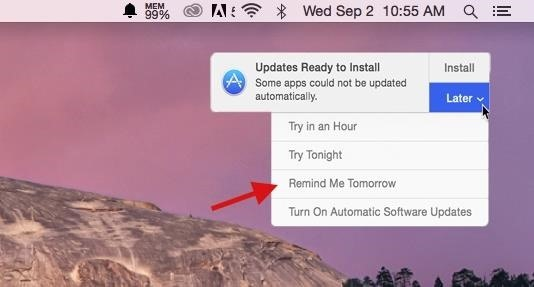 MEM
99%
Wed Sep 2 10:55 AM
Updates Ready to Install
Some apps could not be updated
automatically.
Install
Later
Try in an Hour
Try Tonight
Remind Me Tomorrow
Turn On Automatic Software Updates